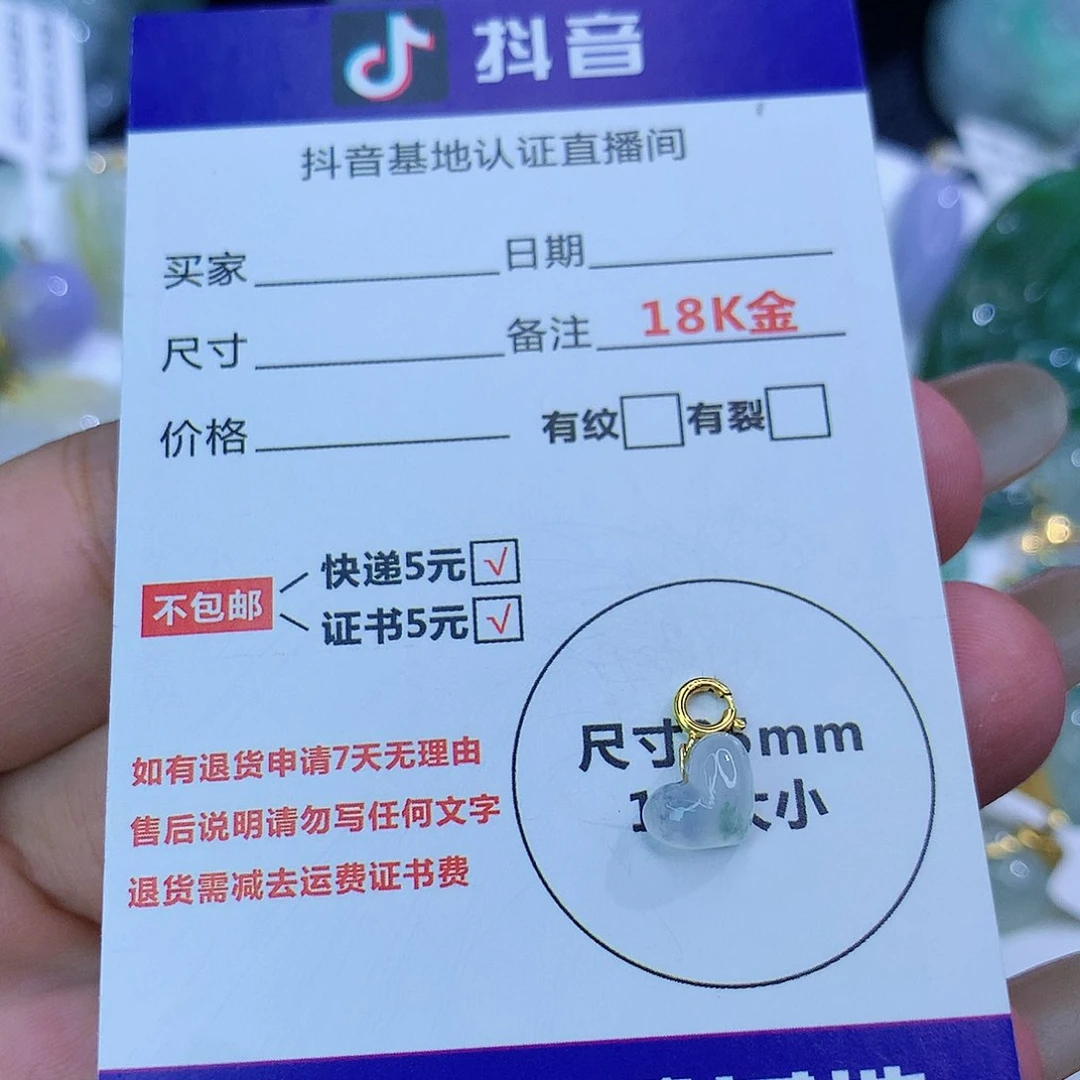 抖音
抖音基地认证直播间
买家 日期
尺寸 备注 18K金
价格 有纹 有裂
不包邮
快递5元 √
证书5元 √
如有退货申请7天无理由
售后说明请勿写任何文字
退货需减去运费证书费
尺寸 mm
大小